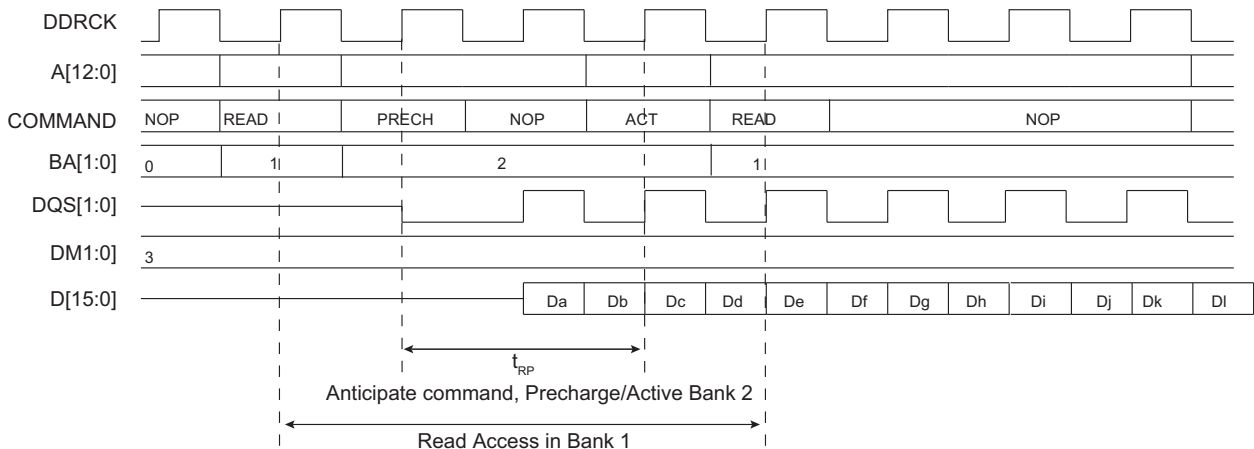 DDRCK
A[12:0]
COMMAND NOP READ PRECH NOP ACT READ NOP
BA[1:0] 0 1 2 1
DQS[1:0]
DM1:0] 3
D[15:0] Da Db Dc Dd De Df Dg Dh Di Dj Dk Dl
tRP
Anticipate command, Precharge/Active Bank 2
Read Access in Bank 1